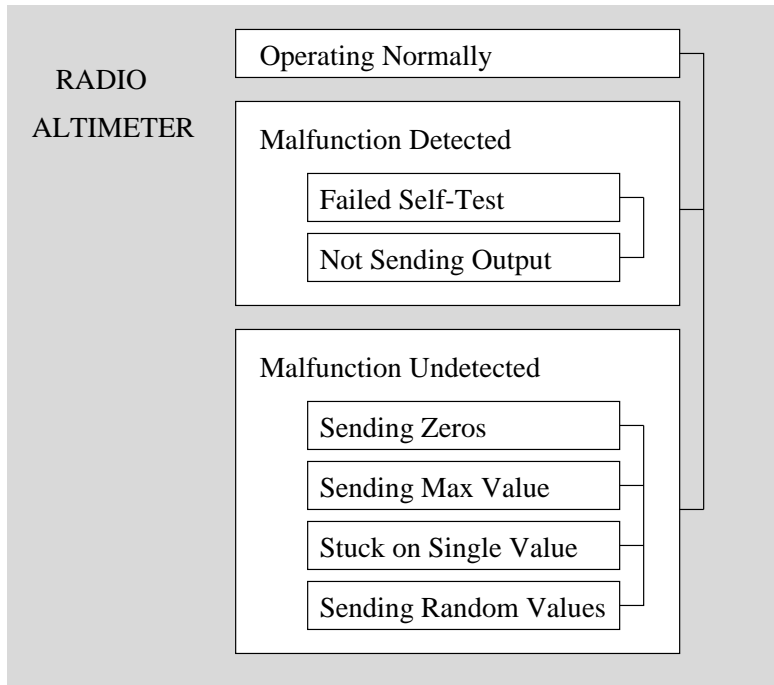 RADIO
ALTIMETER
Operating Normally
Malfunction Detected
Failed Self-Test
Not Sending Output
Malfunction Undetected
Sending Zeros
Sending Max Value
Stuck on Single Value
Sending Random Values